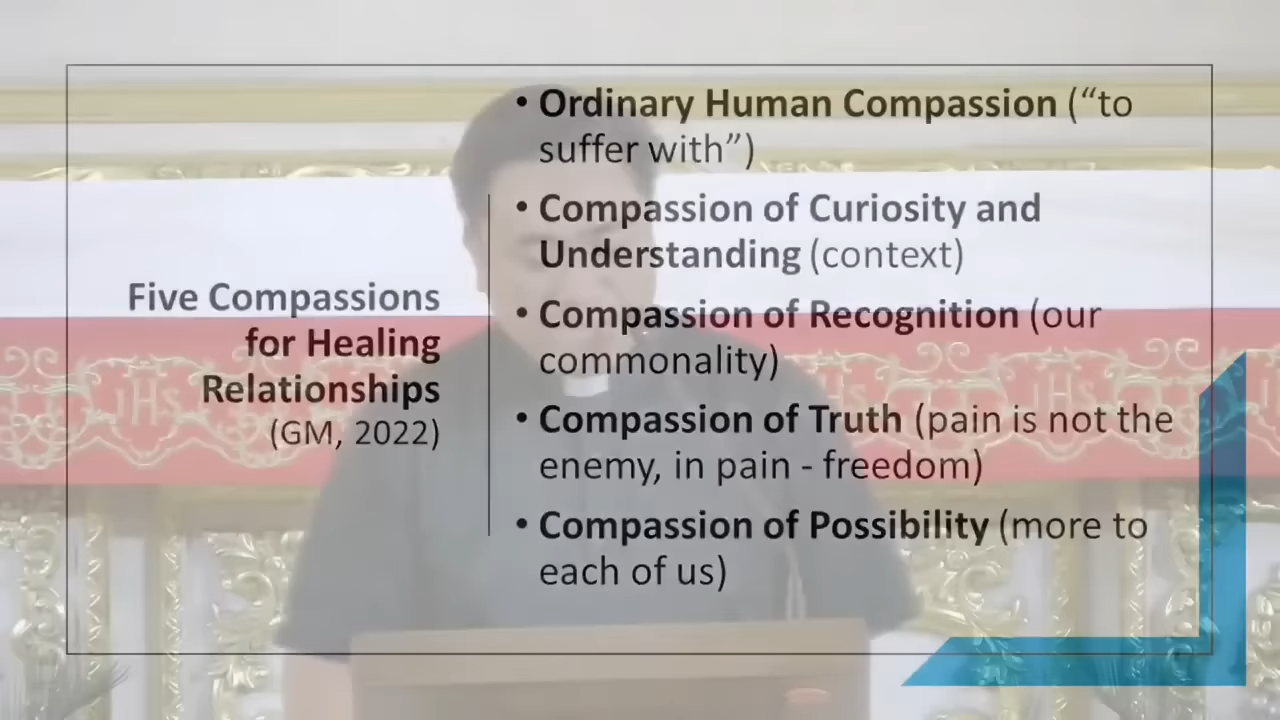 Five Compassions
for Healing
Relationships
(GM, 2022)
• Ordinary Human Compassion (“to
suffer with”)
• Compassion of Curiosity and
Understanding (context)
• Compassion of Recognition (our
commonality)
• Compassion of Truth (pain is not the
enemy, in pain - freedom)
• Compassion of Possibility (more to
each of us)
IHS
IHS